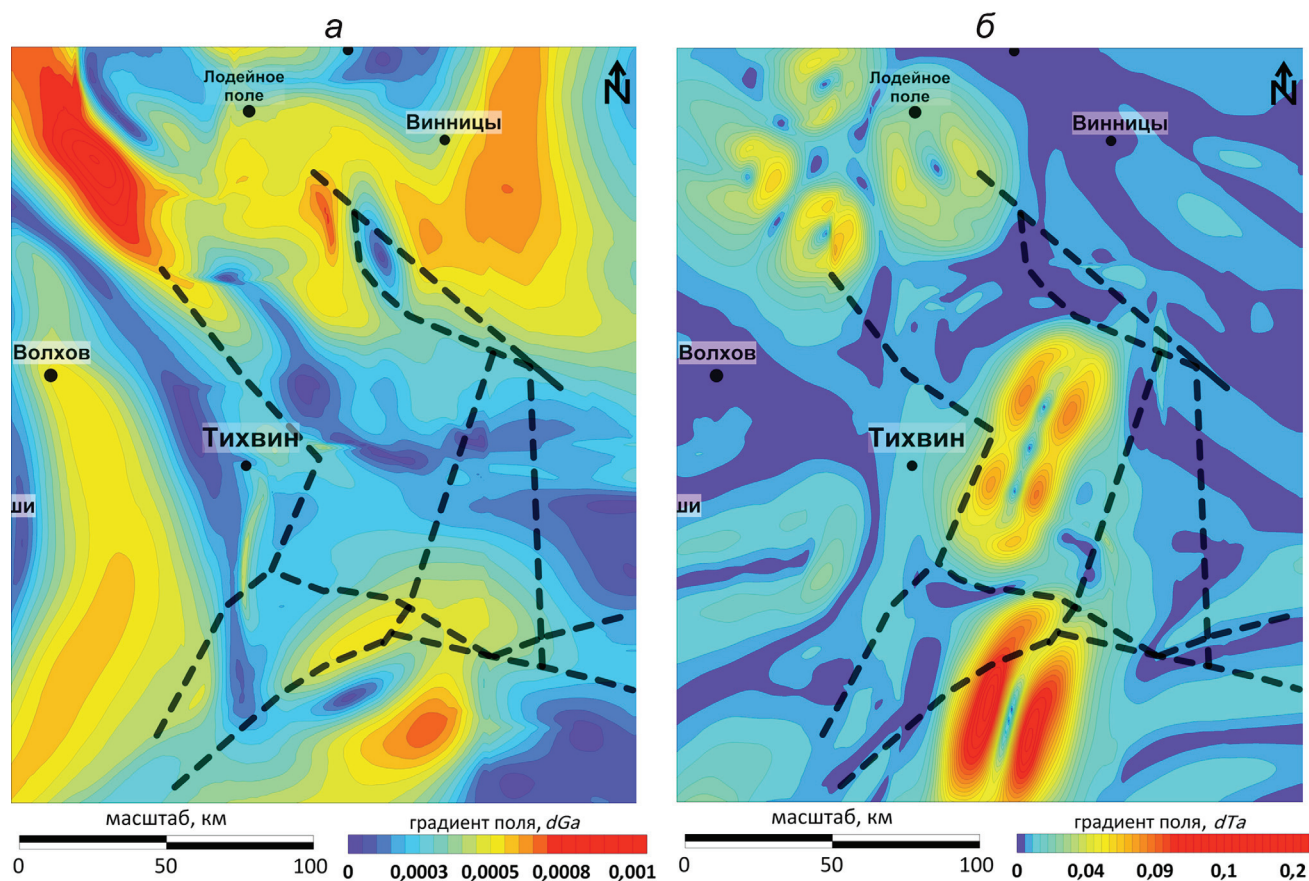 а
N
Лодейное
поле
Винницы
Волхов
Тихвин
ши
масштаб, км
0 50 100
градиент поля, dGa
0 0,0003 0,0005 0,0008 0,001
б
N
Лодейное
поле
Винницы
Волхов
Тихвин
ши
масштаб, км
0 50 100
градиент поля, dTa
0 0,04 0,09 0,1 0,2